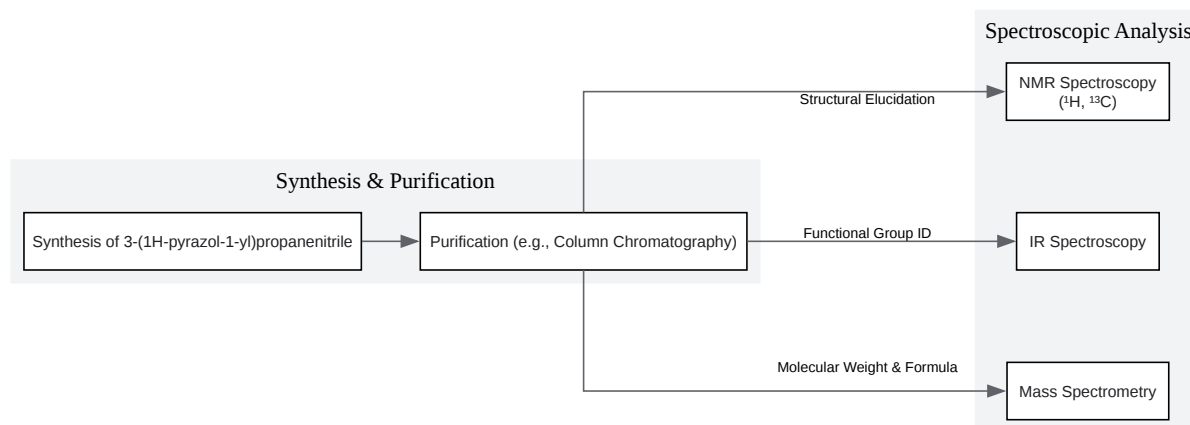 Spectroscopic Analysis
NMR Spectroscopy
(¹H, ¹³C)
Structural Elucidation
Synthesis & Purification
Synthesis of 3-(1H-pyrazol-1-yl)propanenitrile
Purification (e.g., Column Chromatography)
Functional Group ID
IR Spectroscopy
Molecular Weight & Formula
Mass Spectrometry